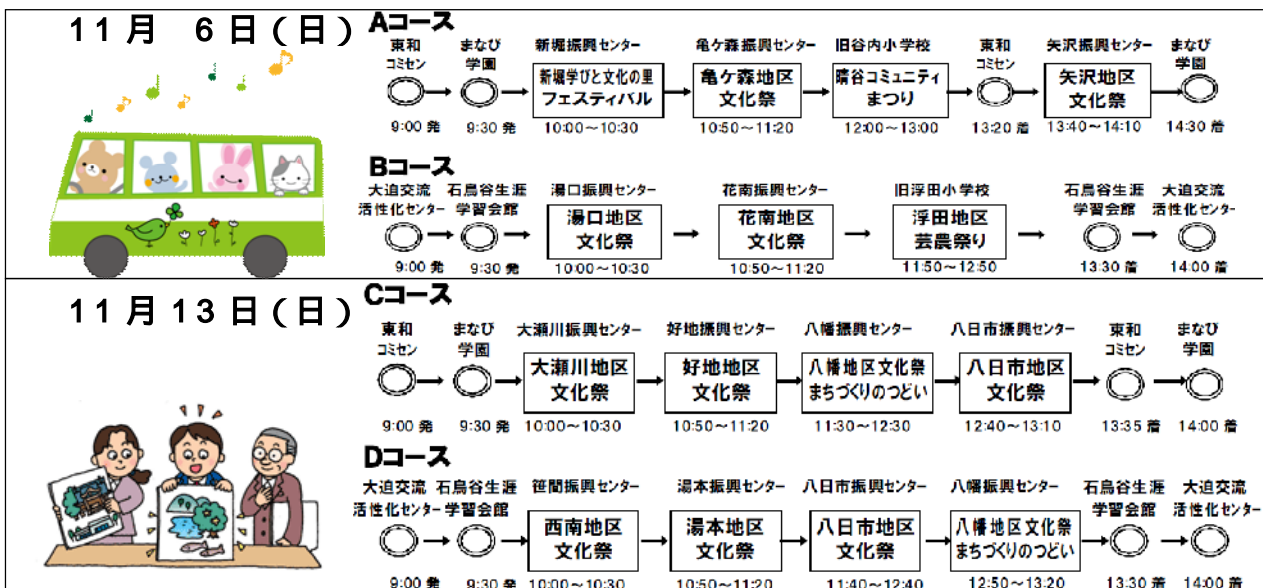 11月 6日(日)
Aコース
東和 まなび 新堀振興センター 亀ケ森振興センター 旧谷内小学校 東和 矢沢振興センター まなび
コミセン 学園 コミセン 学園
新堀学びと文化の里 亀ケ森地区 晴谷コミュニティ 矢沢地区
フェスティバル 文化祭 まつり 文化祭
9:00 発 9:30 発 10:00～10:30 10:50～11:20 12:00～13:00 13:20 着 13:40～14:10 14:30 着
Bコース
大迫交流 石鳥谷生涯 湯口振興センター 花南振興センター 旧浮田小学校 石鳥谷生涯 大迫交流
活性化センター 学習会館 学習会館 活性化センター
湯口地区 花南地区 浮田地区
文化祭 文化祭 芸農祭り
9:00 発 9:30 発 10:00～10:30 10:50～11:20 11:50～12:50 13:30 着 14:00 着
11月13日(日)
Cコース
東和 まなび 大瀬川振興センター 好地振興センター 八幡振興センター 八日市振興センター 東和 まなび
コミセン 学園 コミセン 学園
大瀬川地区 好地地区 八幡地区文化祭 八日市地区
文化祭 文化祭 まちづくりのつどい 文化祭
9:00 発 9:30 発 10:00～10:30 10:50～11:20 11:30～12:30 12:40～13:10 13:35 着 14:00 着
Dコース
大迫交流 石鳥谷生涯 笹間振興センター 湯本振興センター 八日市振興センター 八幡振興センター 石鳥谷生涯 大迫交流
活性化センター 学習会館 学習会館 活性化センター
西南地区 湯本地区 八日市地区 八幡地区文化祭
文化祭 文化祭 文化祭 まちづくりのつどい
9:00 発 9:30 発 10:00～10:30 10:50～11:20 11:40～12:40 12:50～13:20 13:30 着 14:00 着